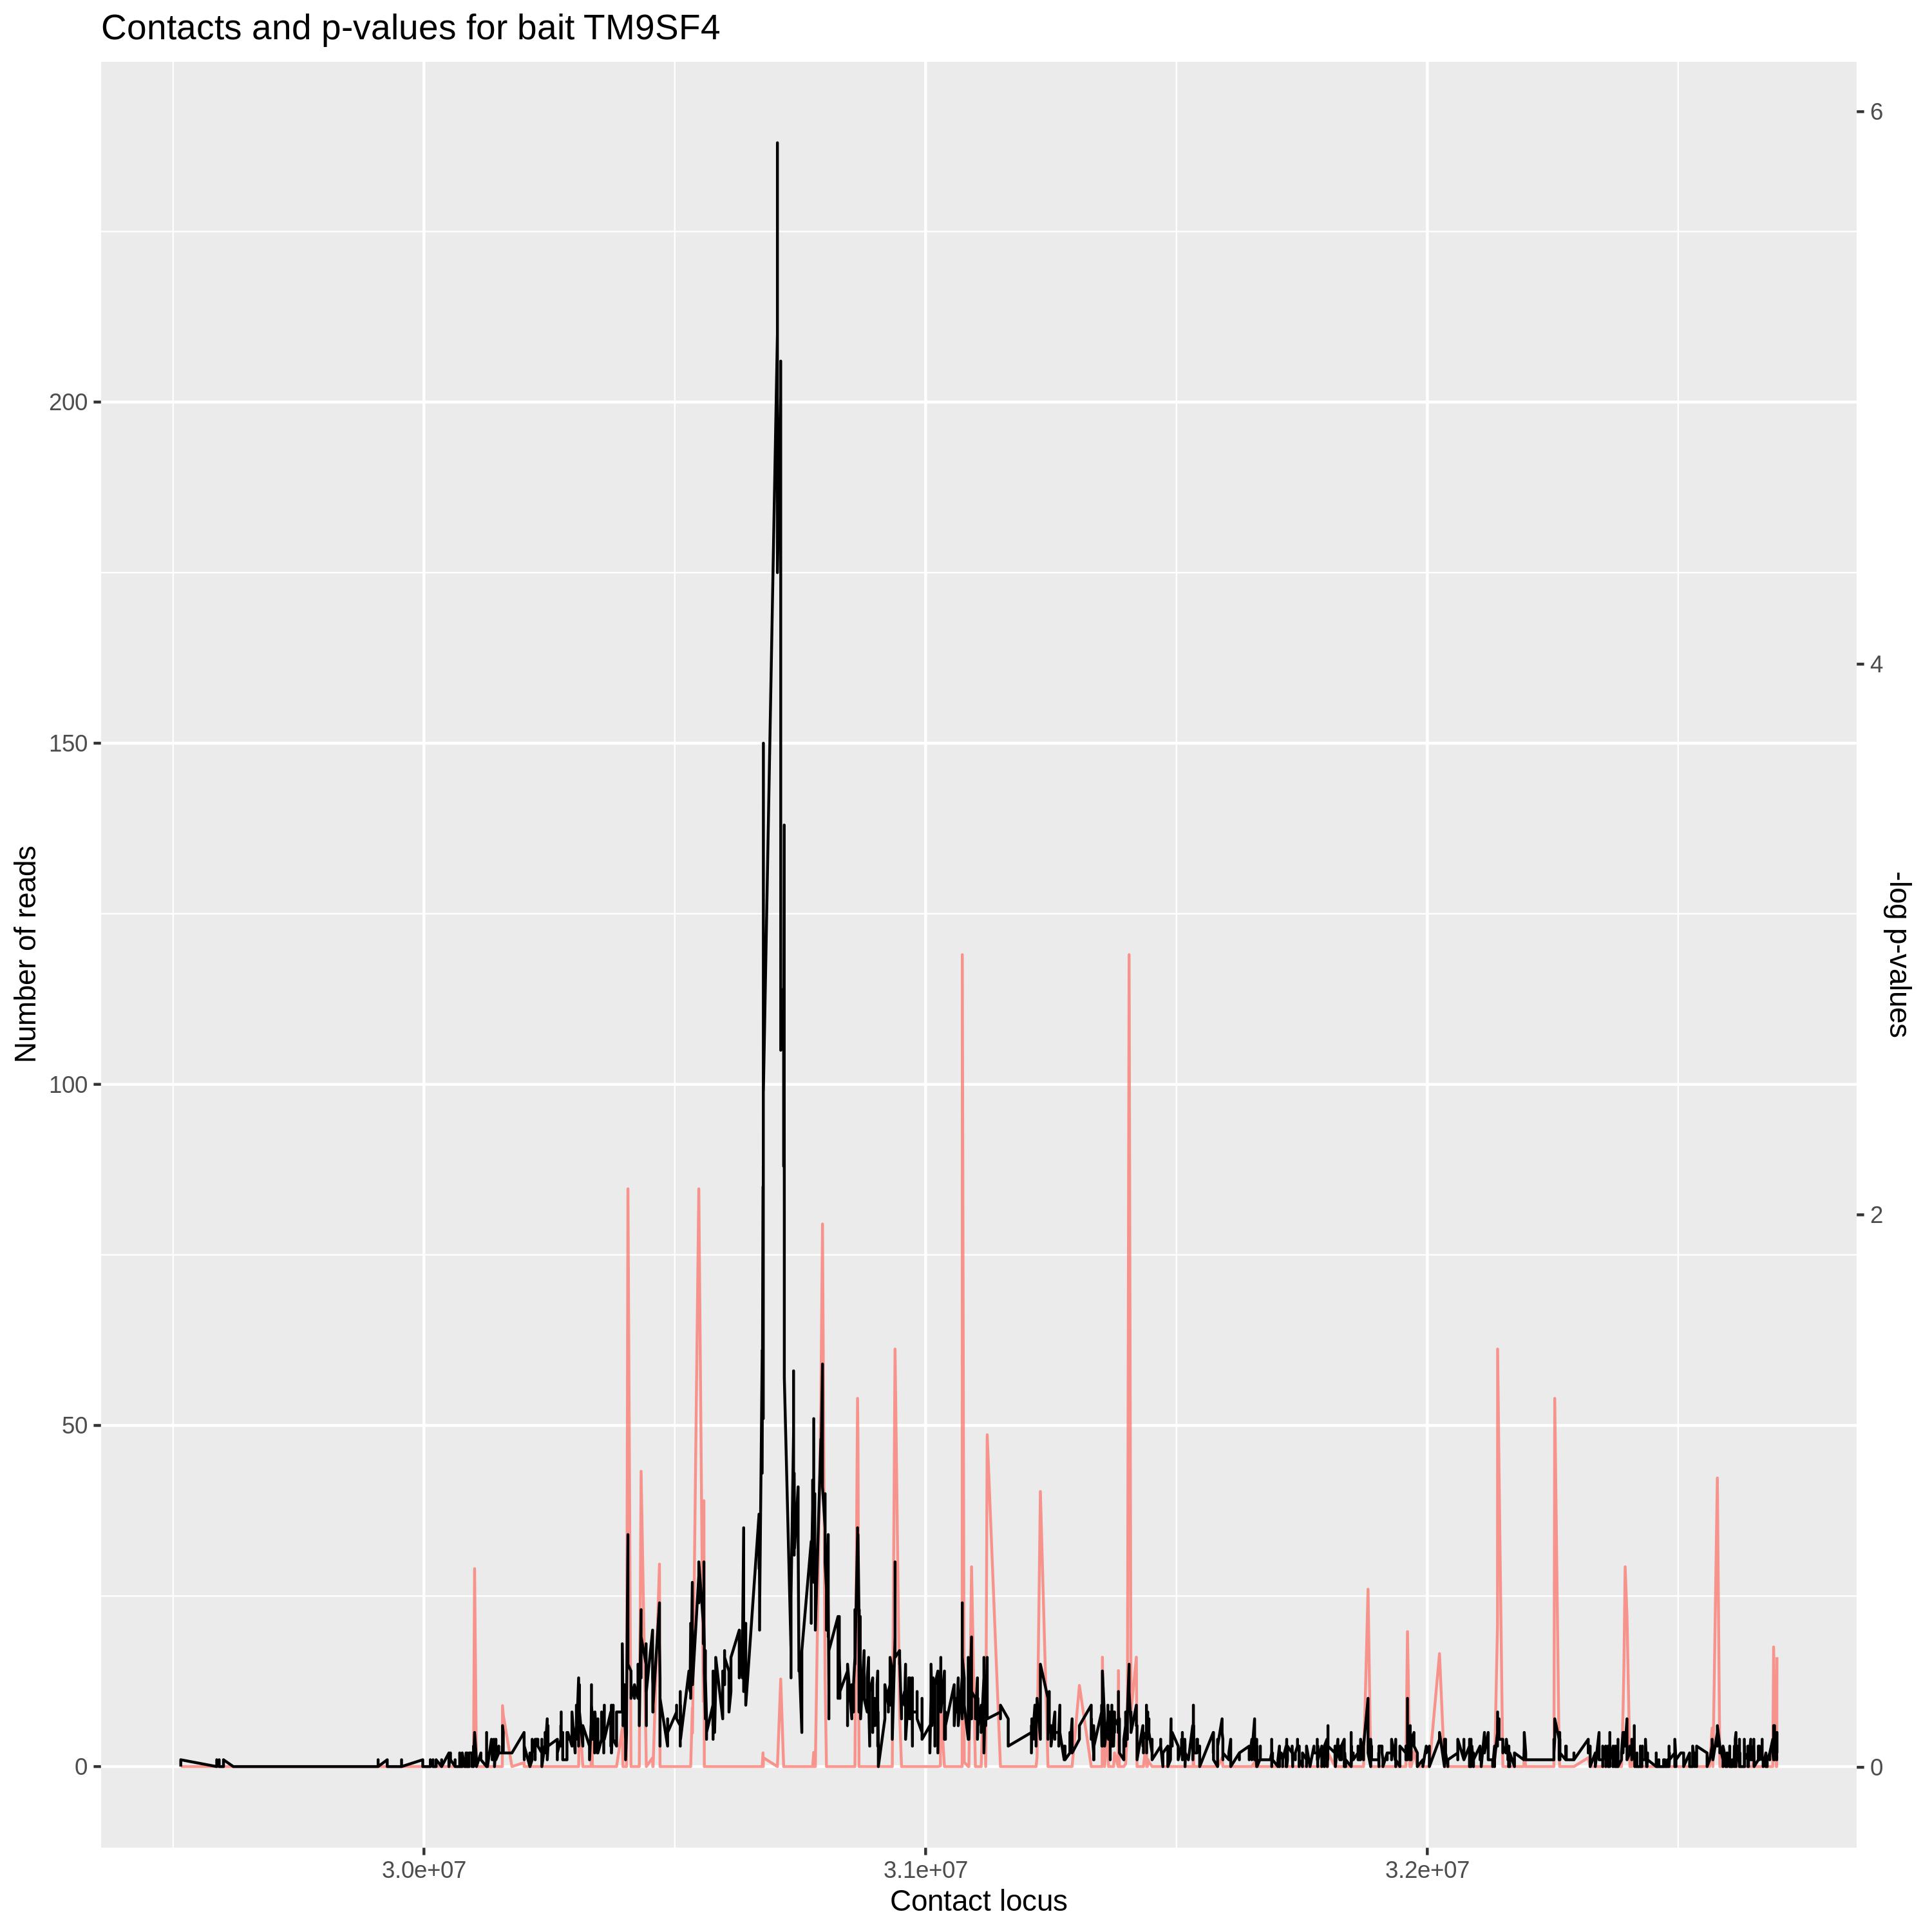 Contacts and p-values for bait TM9SF4
Number of reads
200
150
100
50
0
6
4
2
0
-log p-values
3.0e+07 3.1e+07 3.2e+07
Contact locus